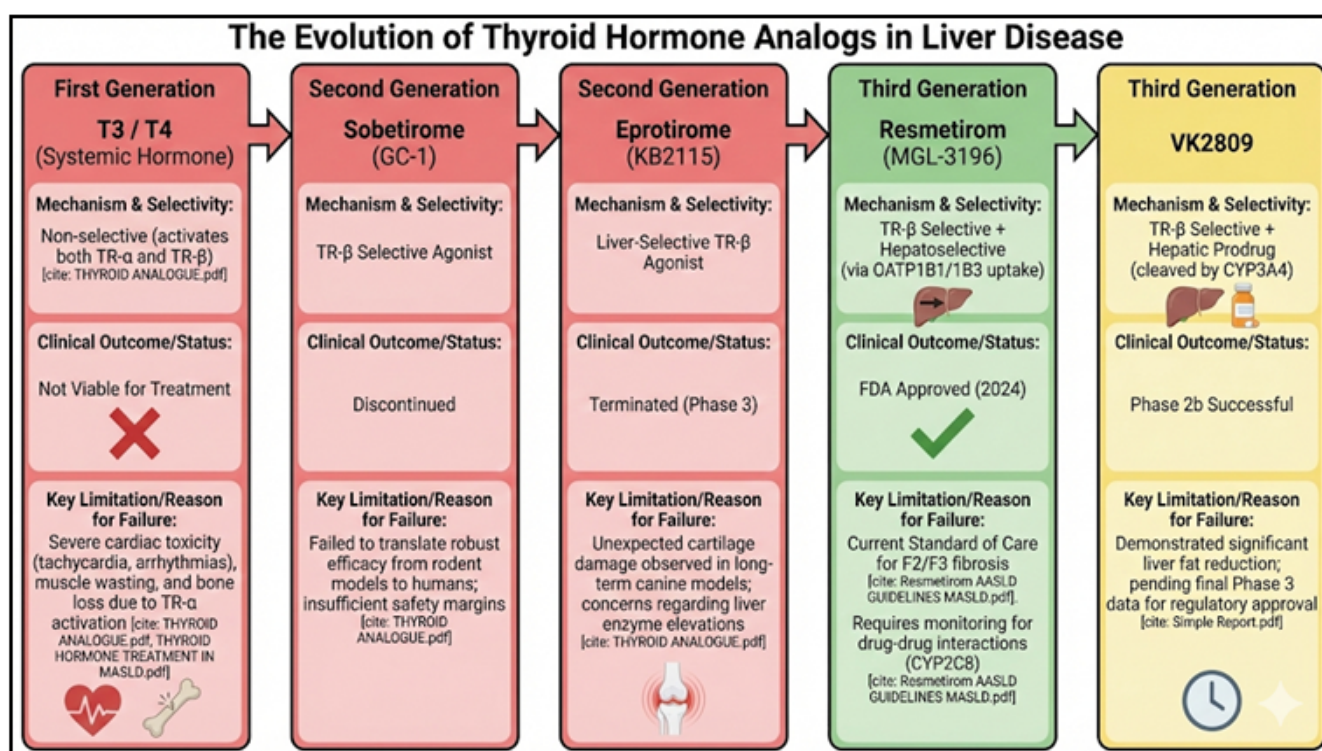 The Evolution of Thyroid Hormone Analogs in Liver Disease
First Generation
T3 / T4
(Systemic Hormone)
Mechanism & Selectivity:
Non-selective (activates
both TR-α and TR-β)
[cite: THYROID ANALOGUE.pdf]
Clinical Outcome/Status:
Not Viable for Treatment
Key Limitation/Reason
for Failure:
Severe cardiac toxicity
(tachycardia, arrhythmias),
muscle wasting, and bone
loss due to TR-α
activation [cite: THYROID
ANALOGUE.pdf, THYROID
HORMONE TREATMENT IN
MASLD.pdf]
Second Generation
Sobetirome
(GC-1)
Mechanism & Selectivity:
TR-β Selective Agonist
Clinical Outcome/Status:
Discontinued
Key Limitation/Reason
for Failure:
Failed to translate robust
efficacy from rodent
models to humans;
insufficient safety margins
[cite: THYROID
ANALOGUE.pdf]
Second Generation
Eprotirome
(KB2115)
Mechanism & Selectivity:
Liver-Selective TR-β
Agonist
Clinical Outcome/Status:
Terminated (Phase 3)
Key Limitation/Reason
for Failure:
Unexpected cartilage
damage observed in long-
term canine models;
concerns regarding liver
enzyme elevations
[cite: THYROID ANALOGUE.pdf]
Third Generation
Resmetirom
(MGL-3196)
Mechanism & Selectivity:
TR-β Selective +
Hepatoselective
(via OATP1B1/1B3 uptake)
Clinical Outcome/Status:
FDA Approved (2024)
Key Limitation/Reason
for Failure:
Current Standard of Care
for F2/F3 fibrosis
[cite: Resmetirom AASLD
GUIDELINES MASLD.pdf].
Requires monitoring for
drug-drug interactions
(CYP2C8)
[cite: Resmetirom AASLD
GUIDELINES MASLD.pdf]
Third Generation
VK2809
Mechanism & Selectivity:
TR-β Selective +
Hepatic Prodrug
(cleaved by CYP3A4)
Clinical Outcome/Status:
Phase 2b Successful
Key Limitation/Reason
for Failure:
Demonstrated significant
liver fat reduction;
pending final Phase 3
data for regulatory approval
[cite: Simple Report.pdf]